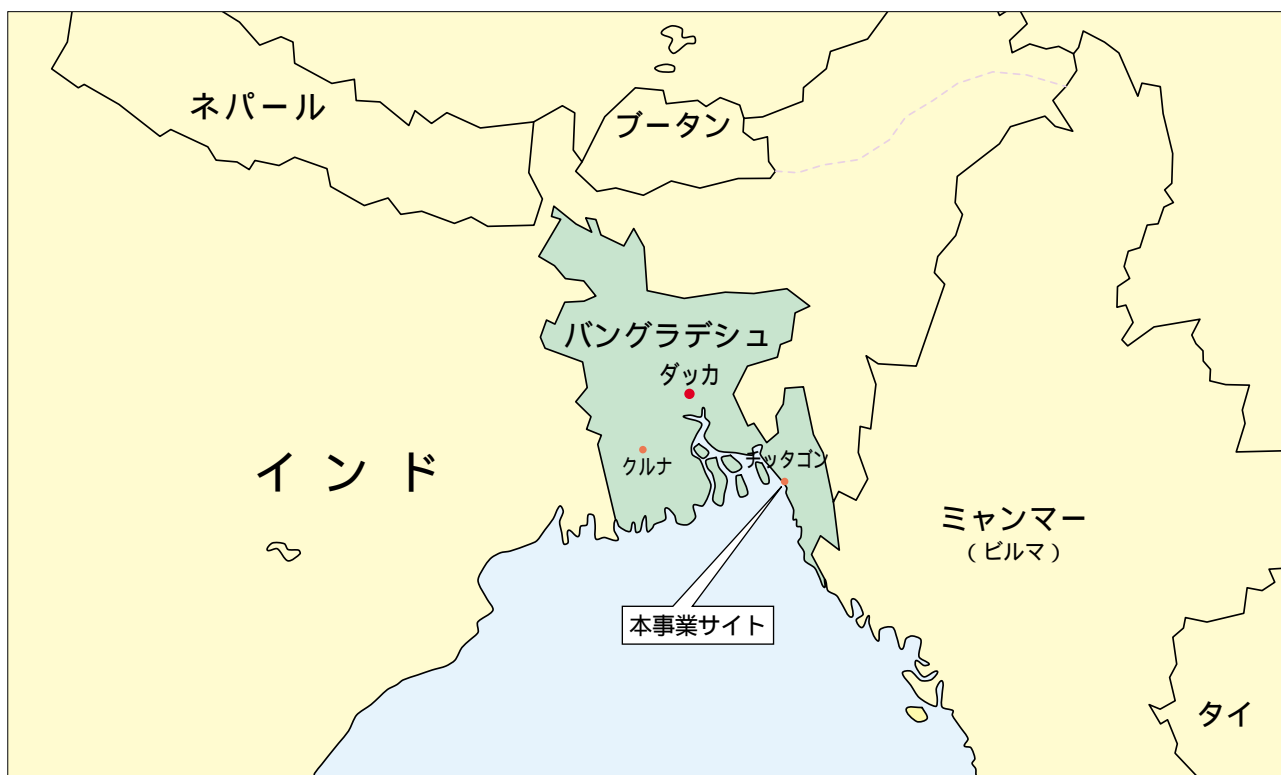 ネパール
ブータン
バングラデシュ
ダッカ
クルナ
チッタゴン
インド
ミャンマー
（ビルマ）
本事業サイト
タイ